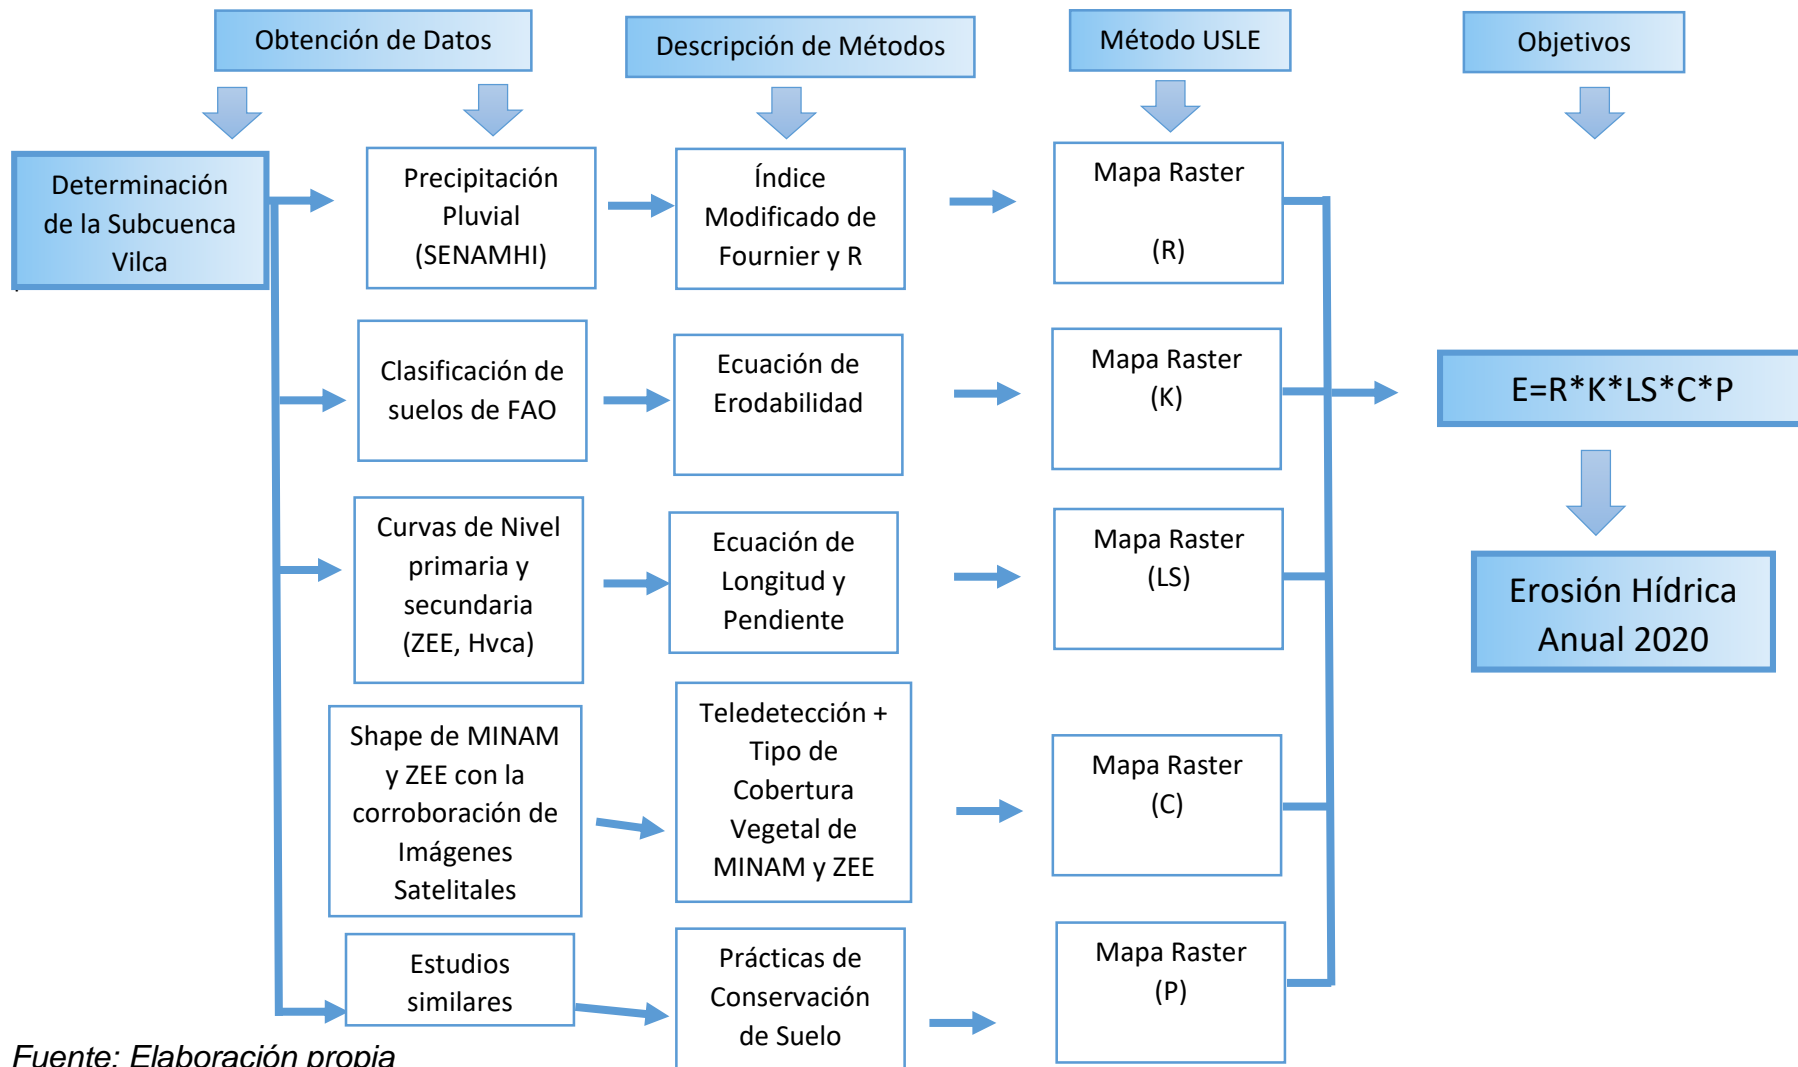 Obtención de Datos
Descripción de Métodos
Método USLE
Objetivos
Determinación
de la Subcuenca
Vilca
Precipitación
Pluvial
(SENAMHI)
Índice
Modificado de
Fournier y R
Mapa Raster
(R)
Clasificación de
suelos de FAO
Ecuación de
Erodabilidad
Mapa Raster
(K)
E=R*K*LS*C*P
Curvas de Nivel
primaria y
secundaria
(ZEE, Hvca)
Ecuación de
Longitud y
Pendiente
Mapa Raster
(LS)
Erosión Hídrica
Anual 2020
Shape de MINAM
y ZEE con la
corroboración de
Imágenes
Satelitales
Teledetección +
Tipo de
Cobertura
Vegetal de
MINAM y ZEE
Mapa Raster
(C)
Estudios
similares
Prácticas de
Conservación
de Suelo
Mapa Raster
(P)
Fuente: Elaboración propia